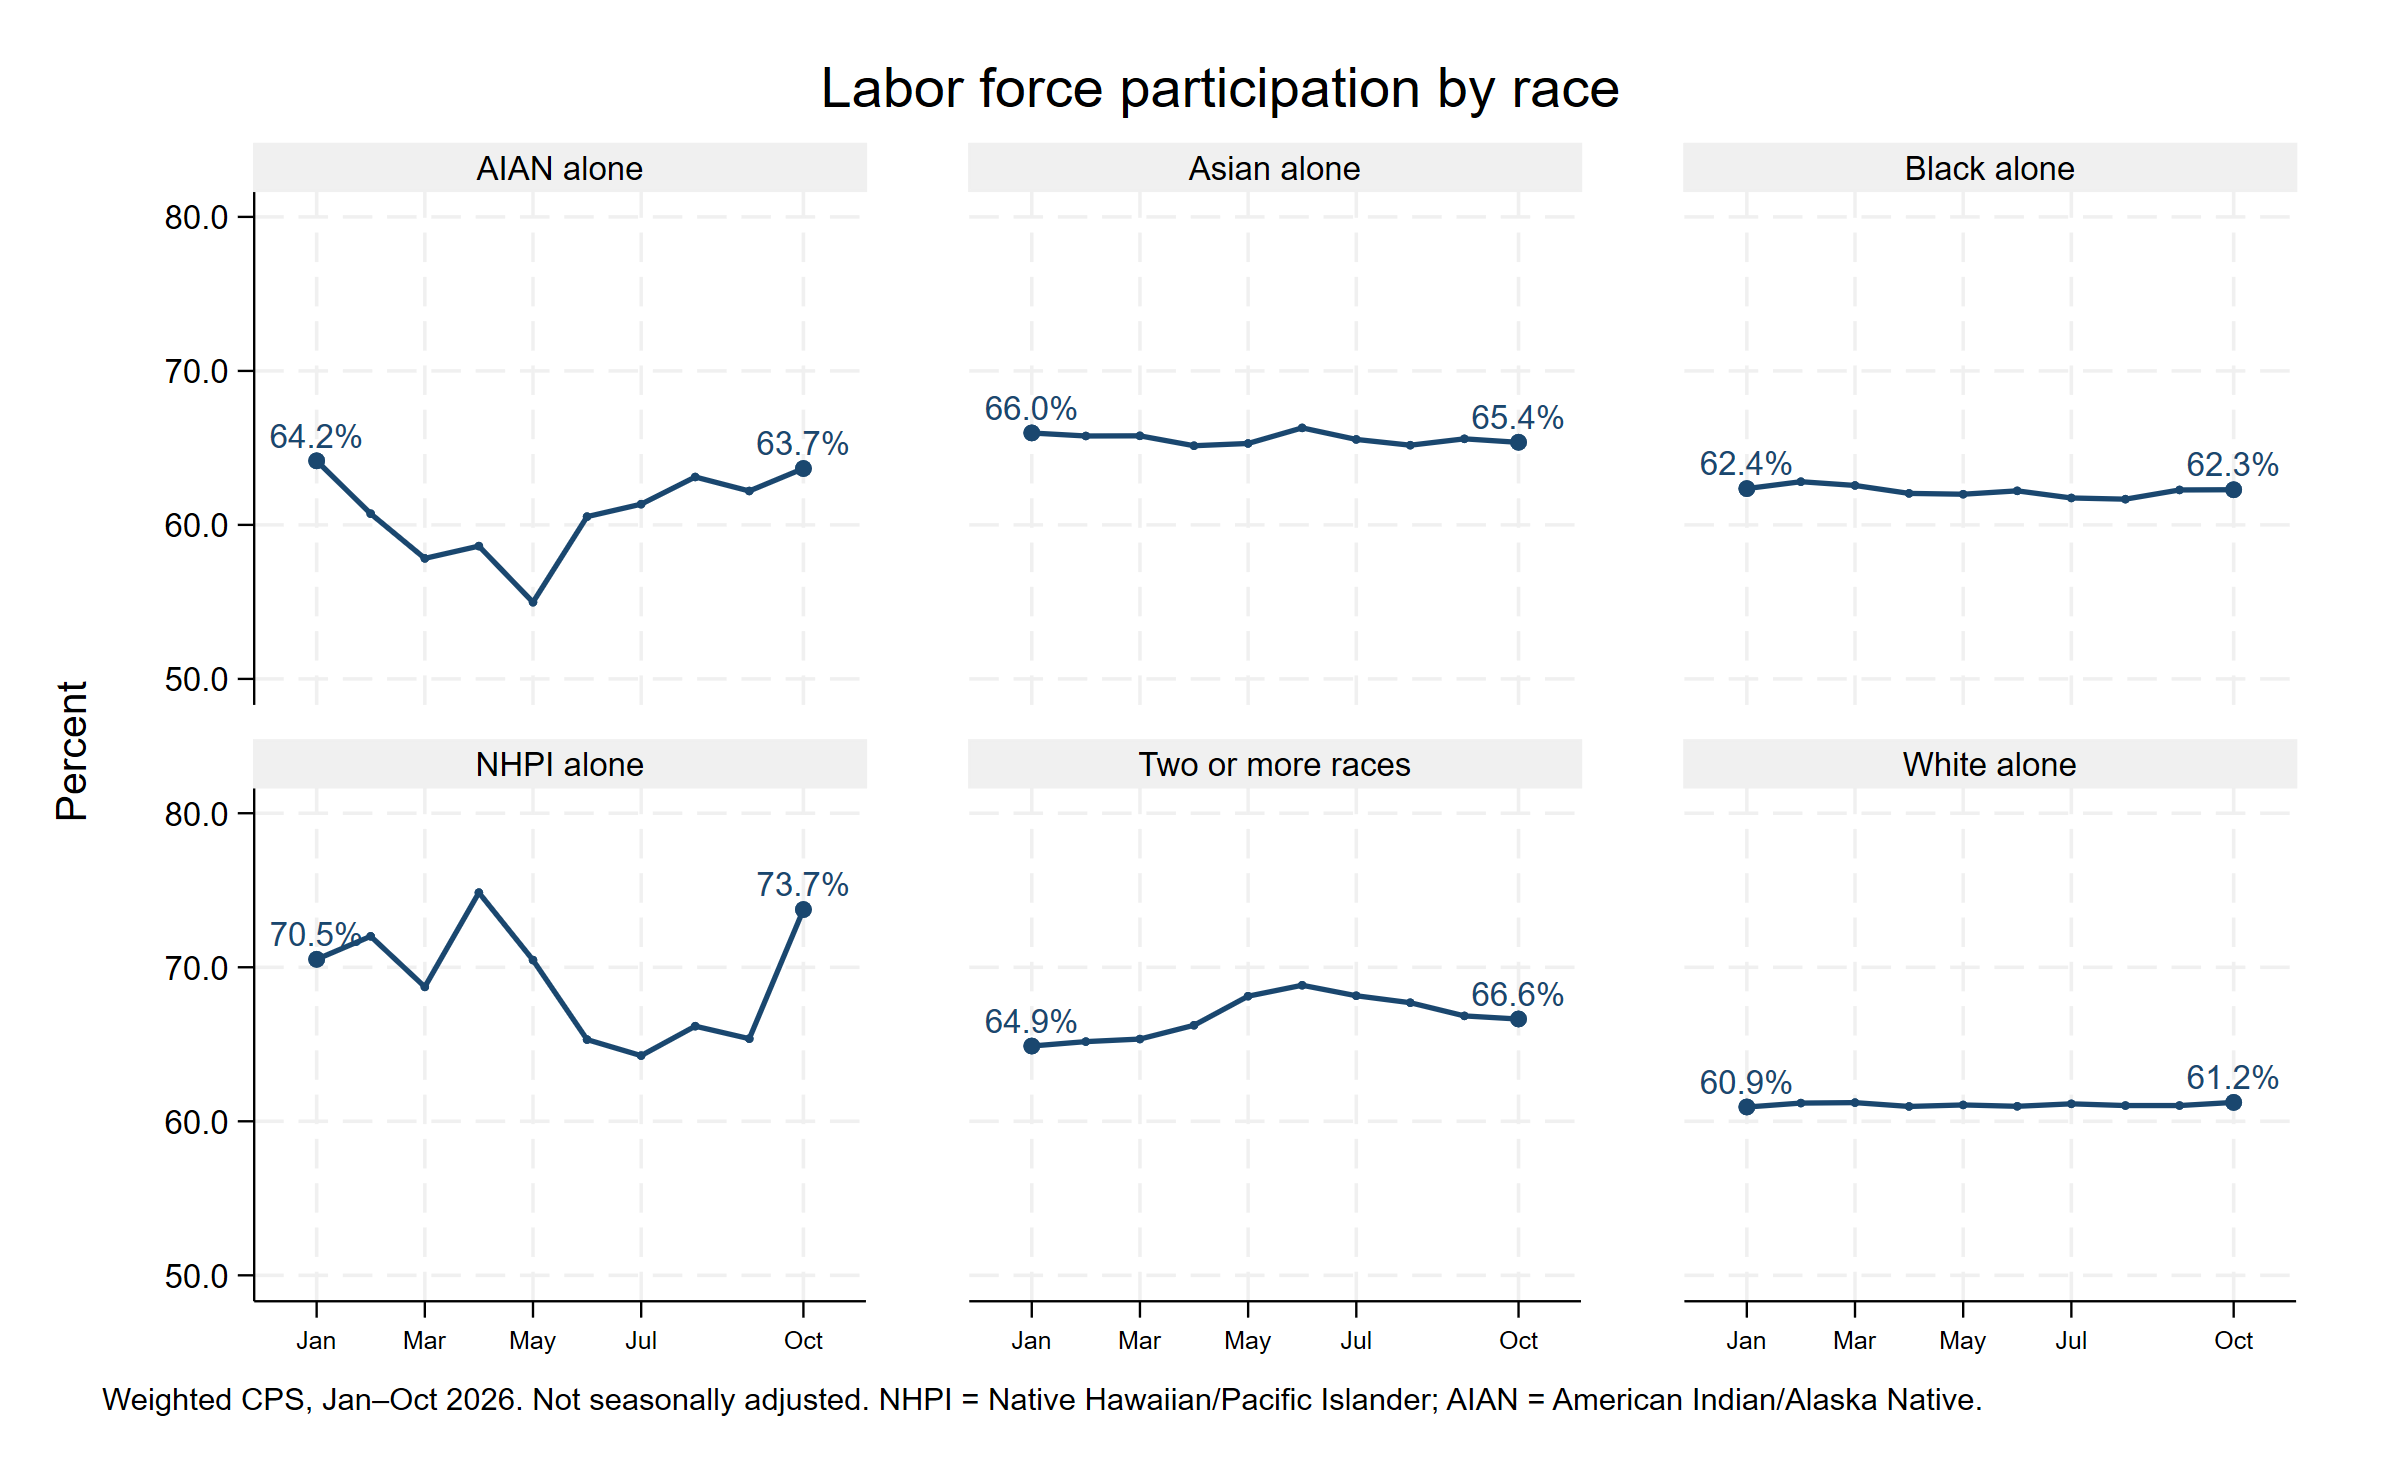 Labor force participation by race
AIAN alone
Asian alone
Black alone
80.0
70.0
60.0
50.0
64.2%
63.7%
66.0%
65.4%
62.4%
62.3%
Percent
NHPI alone
Two or more races
White alone
80.0
70.0
60.0
50.0
70.5%
73.7%
64.9%
66.6%
60.9%
61.2%
Jan Mar May Jul Oct
Jan Mar May Jul Oct
Jan Mar May Jul Oct
Weighted CPS, Jan–Oct 2026. Not seasonally adjusted. NHPI = Native Hawaiian/Pacific Islander; AIAN = American Indian/Alaska Native.